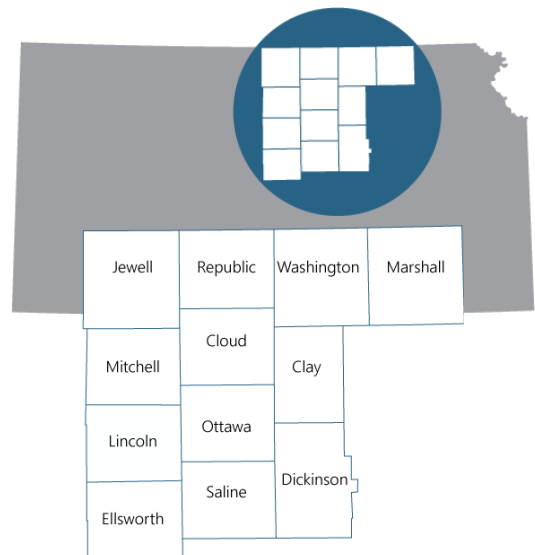 Jewell
Republic
Washington
Marshall
Cloud
Mitchell
Clay
Ottawa
Lincoln
Dickinson
Saline
Ellsworth